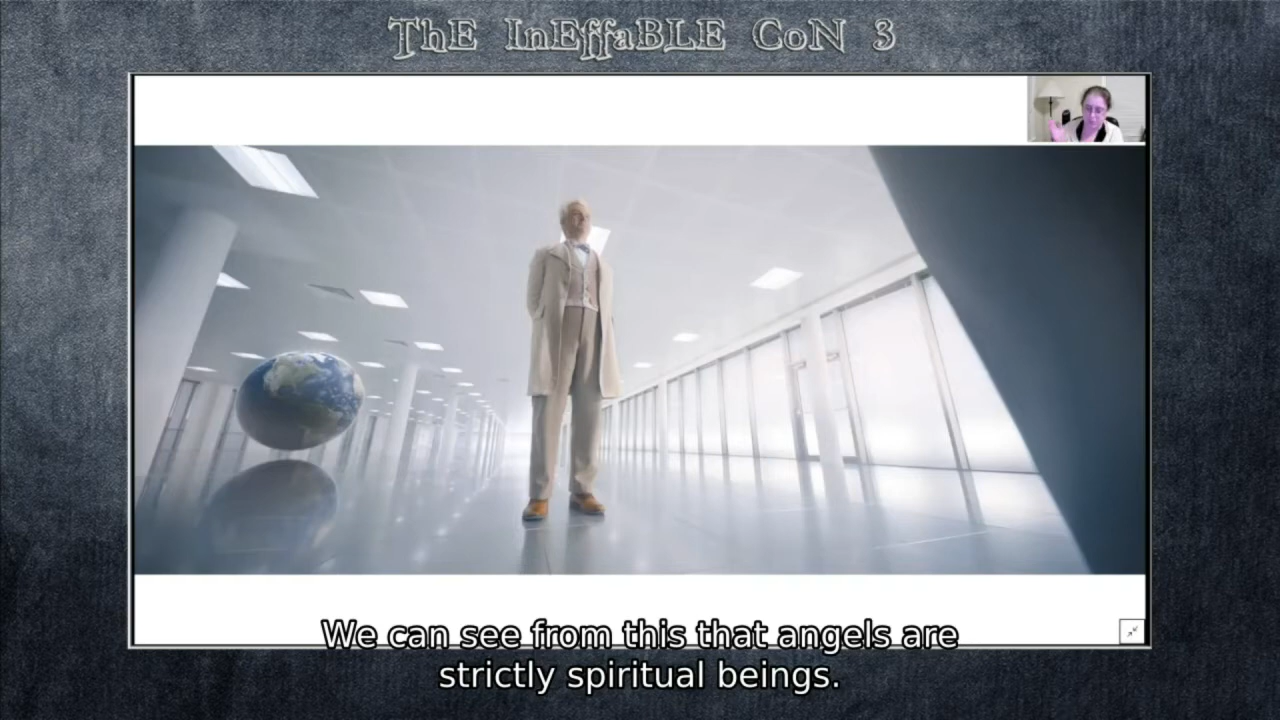 ThE InEffaBLE CoN 3
We can see from this that angels are
strictly spiritual beings.